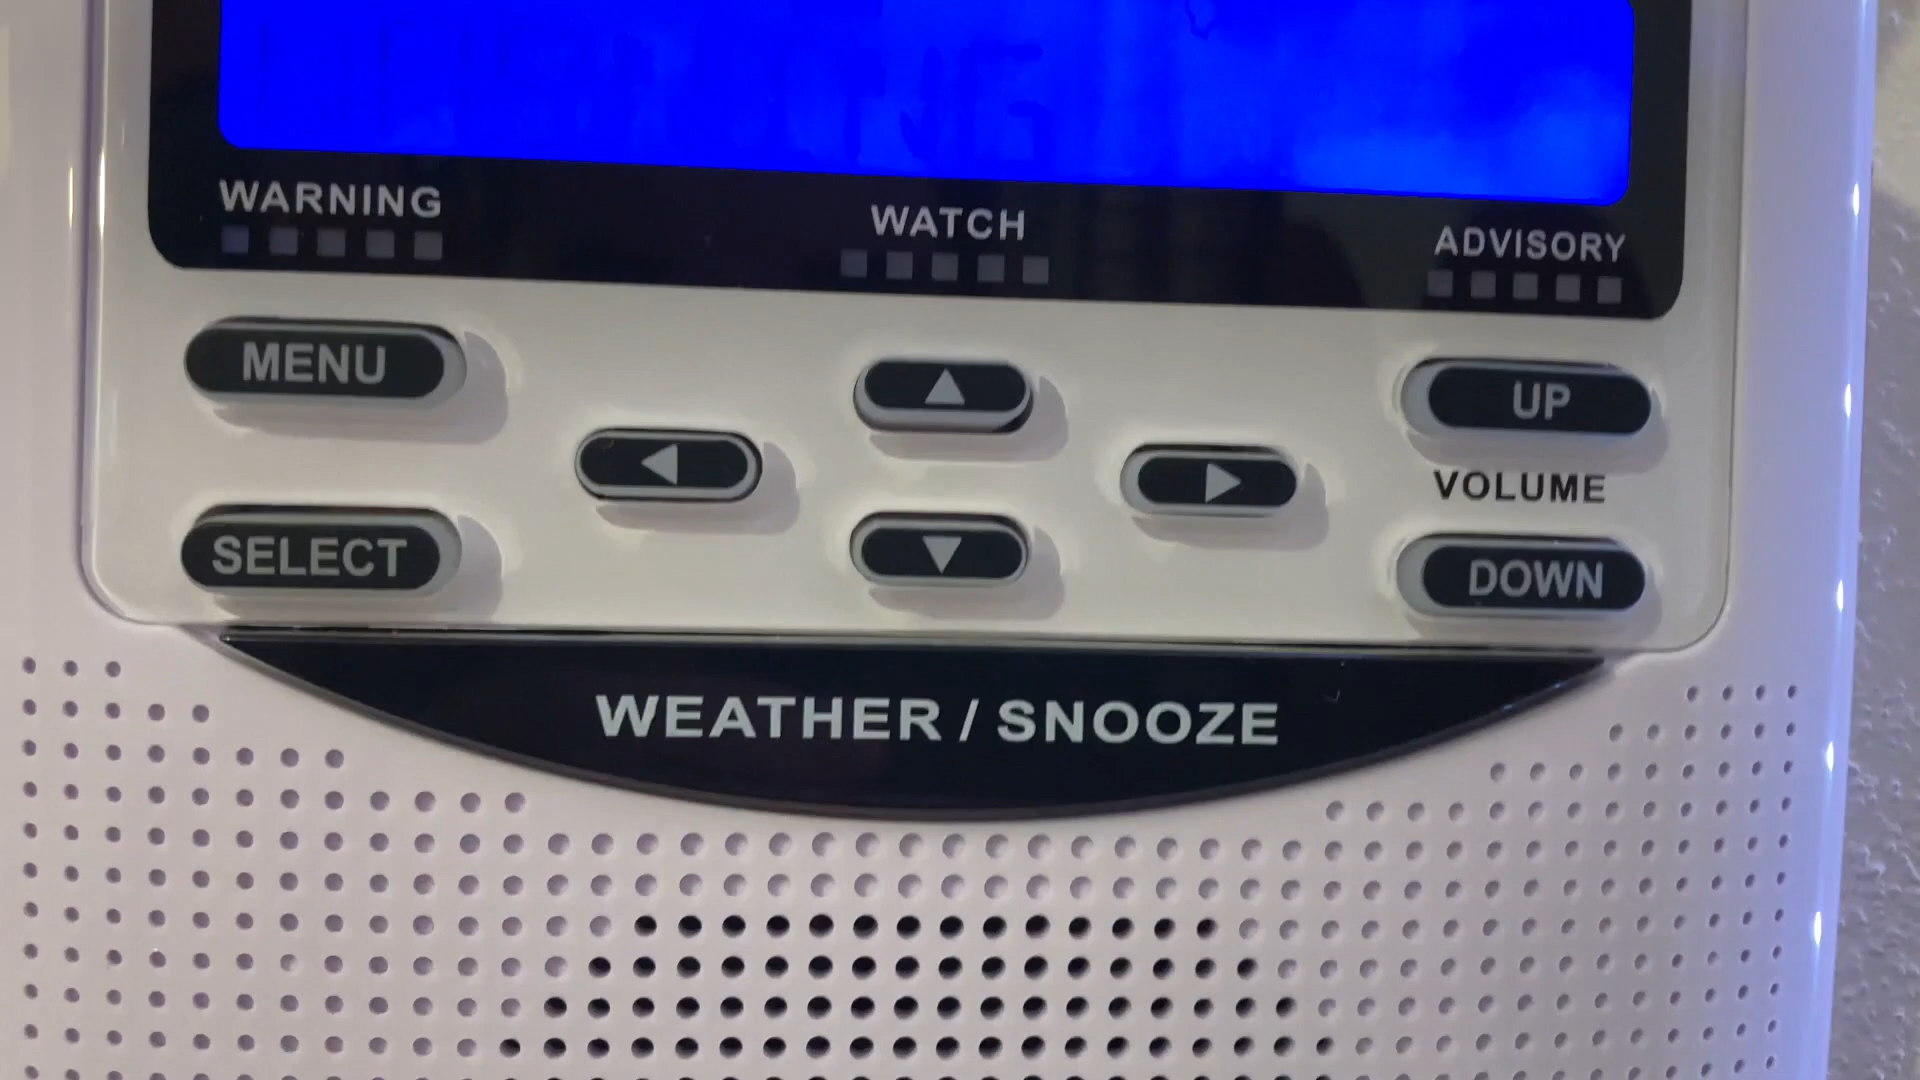 WARNING
WATCH
ADVISORY
MENU
UP
VOLUME
SELECT
DOWN
WEATHER / SNOOZE